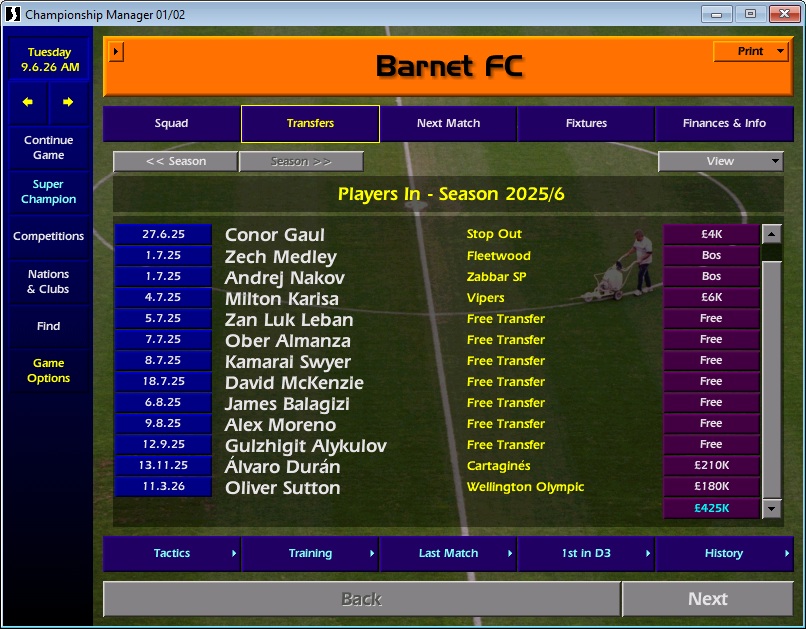 Championship Manager 01/02
Tuesday
9.6.26 AM
Continue
Game
Super
Champion
Competitions
Nations
& Clubs
Find
Game
Options
Barnet FC
Print
Squad Transfers Next Match Fixtures Finances & Info
<< Season Season >> View
Players In - Season 2025/6
27.6.25 Conor Gaul Stop Out £4K
1.7.25 Zech Medley Fleetwood Bos
1.7.25 Andrej Nakov Zabbar SP Bos
4.7.25 Milton Karisa Vipers £6K
5.7.25 Zan Luk Leban Free Transfer Free
7.7.25 Ober Almanza Free Transfer Free
8.7.25 Kamarai Swyer Free Transfer Free
18.7.25 David McKenzie Free Transfer Free
6.8.25 James Balagizi Free Transfer Free
9.8.25 Alex Moreno Free Transfer Free
12.9.25 Gulzhigit Alykulov Free Transfer Free
13.11.25 Álvaro Durán Cartaginés £210K
11.3.26 Oliver Sutton Wellington Olympic £180K
£425K
Tactics Training Last Match 1st in D3 History
Back Next